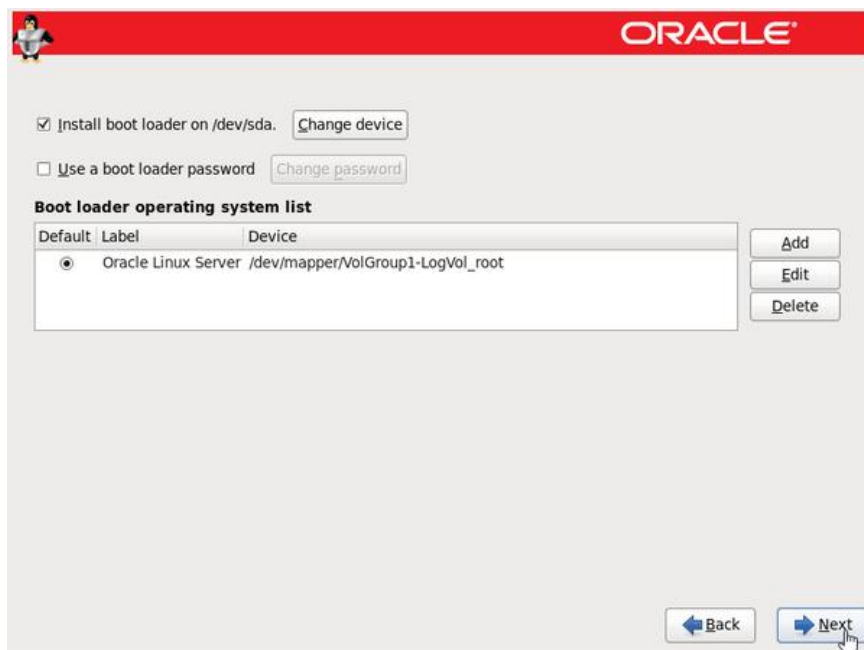 ORACLE®
Install boot loader on /dev/sda. Change device
Use a boot loader password Change password
Boot loader operating system list
Default Label Device
Oracle Linux Server /dev/mapper/VolGroup1-LogVol_root
Add
Edit
Delete
Back Next